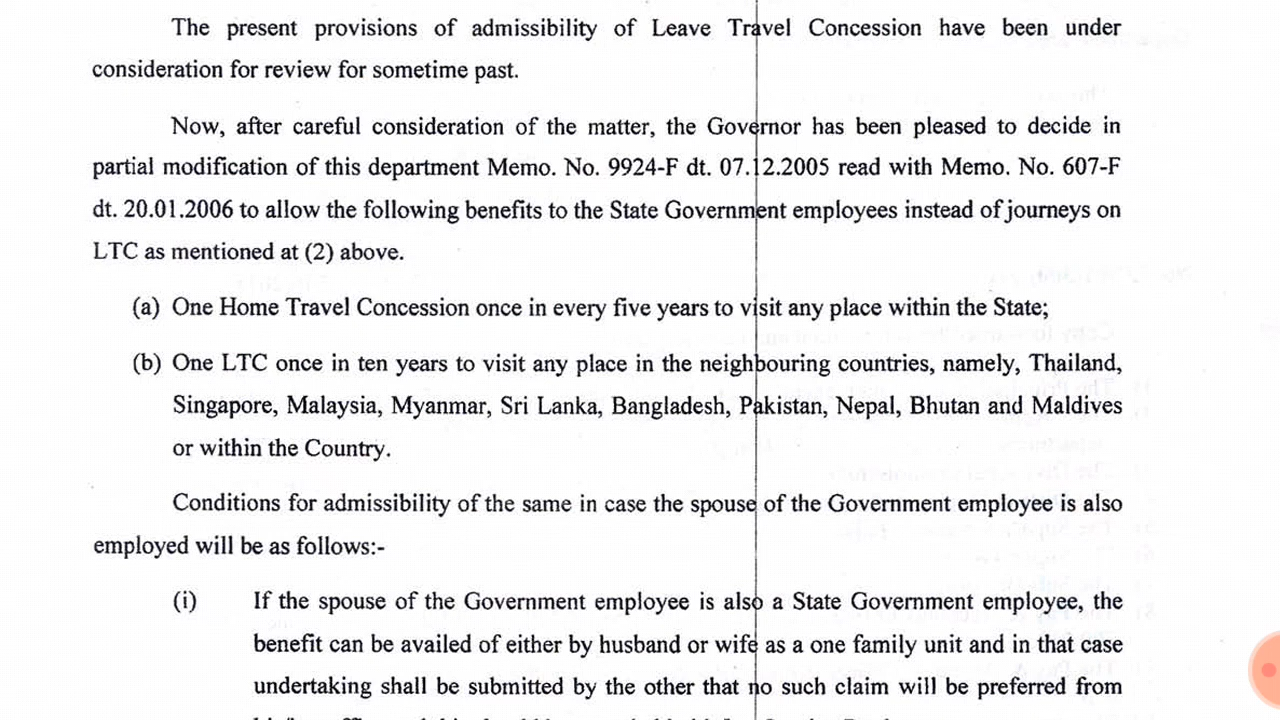 The present provisions of admissibility of Leave Travel Concession have been under
consideration for review for sometime past.
Now, after careful consideration of the matter, the Governor has been pleased to decide in
partial modification of this department Memo. No. 9924-F dt. 07.12.2005 read with Memo. No. 607-F
dt. 20.01.2006 to allow the following benefits to the State Government employees instead of journeys on
LTC as mentioned at (2) above.
(a) One Home Travel Concession once in every five years to visit any place within the State;
(b) One LTC once in ten years to visit any place in the neighbouring countries, namely, Thailand,
Singapore, Malaysia, Myanmar, Sri Lanka, Bangladesh, Pakistan, Nepal, Bhutan and Maldives
or within the Country.
Conditions for admissibility of the same in case the spouse of the Government employee is also
employed will be as follows:-
(i) If the spouse of the Government employee is also a State Government employee, the
benefit can be availed of either by husband or wife as a one family unit and in that case
undertaking shall be submitted by the other that no such claim will be preferred from